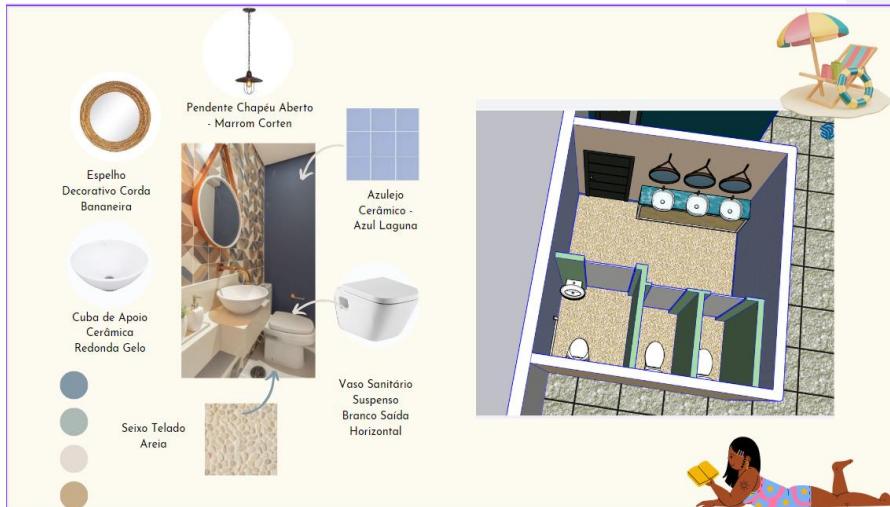 Pendente Chapéu Aberto
- Marrom Corten
Espelho
Decorativo Corda
Bananeira
Azulejo
Cerâmico -
Azul Laguna
Cuba de Apoio
Cerâmica
Redonda Gelo
Vaso Sanitário
Suspenso
Branco Saída
Horizontal
Seixo Telado
Areia